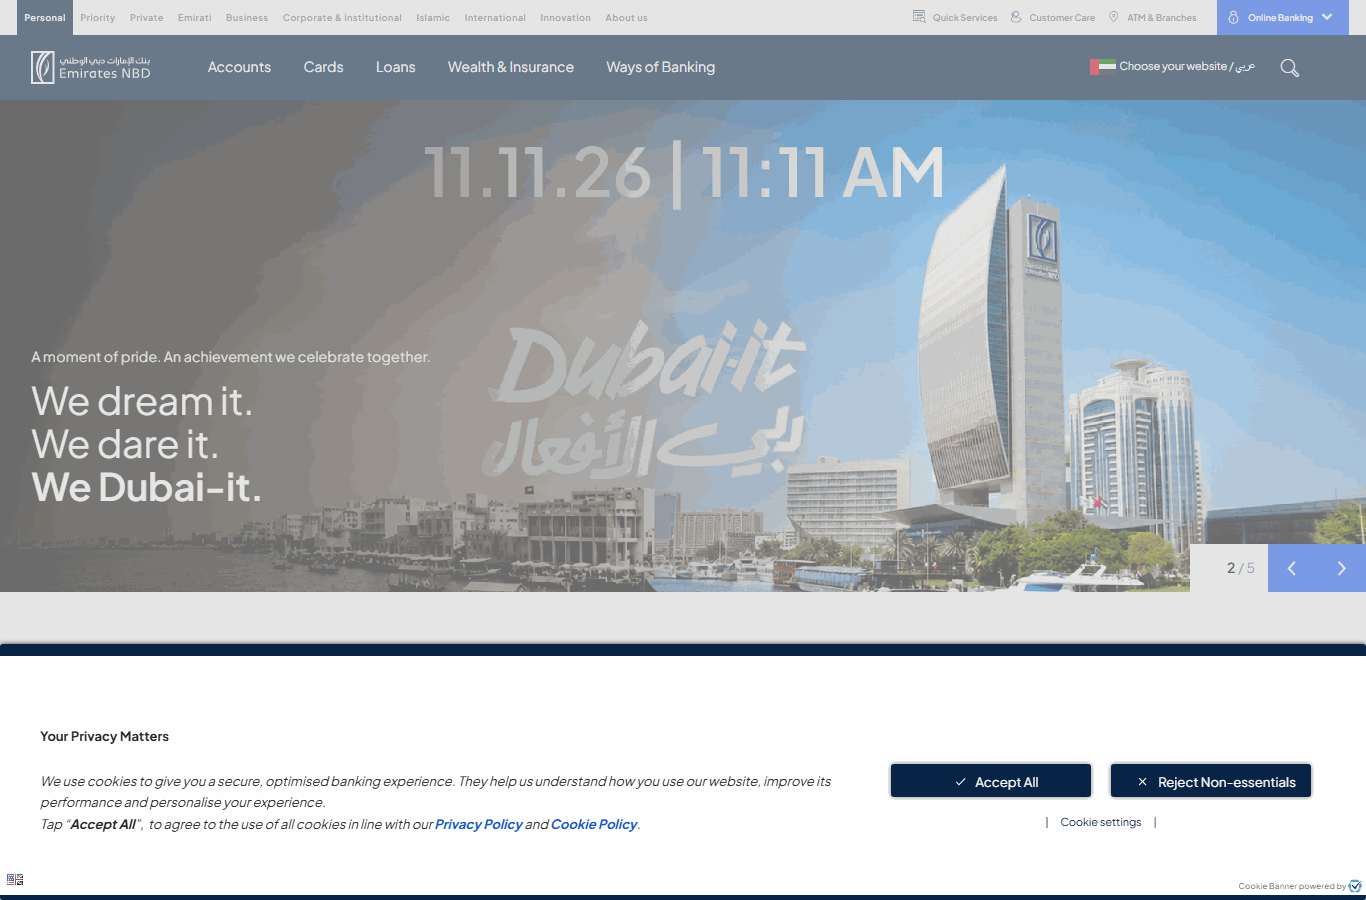 Personal Priority Private Emirati Business Corporate & institutional Islamic International Innovation About us Quick Services Customer Care ATM & Branches Online Banking
بنك الإمارات دبي الوطني
Emirates NBD
Accounts Cards Loans Wealth & Insurance Ways of Banking Choose your website / عربي
11.11.26 | 11:11 AM
Emirates NBD
Dubai-it
دبي الأفعال
A moment of pride. An achievement we celebrate together.
We dream it.
We dare it.
We Dubai-it.
2 / 5
Your Privacy Matters
We use cookies to give you a secure, optimised banking experience. They help us understand how you use our website, improve its
performance and personalise your experience.
Tap “Accept All”, to agree to the use of all cookies in line with our Privacy Policy and Cookie Policy.
Accept All Reject Non-essentials
| Cookie settings |
Cookie Banner powered by